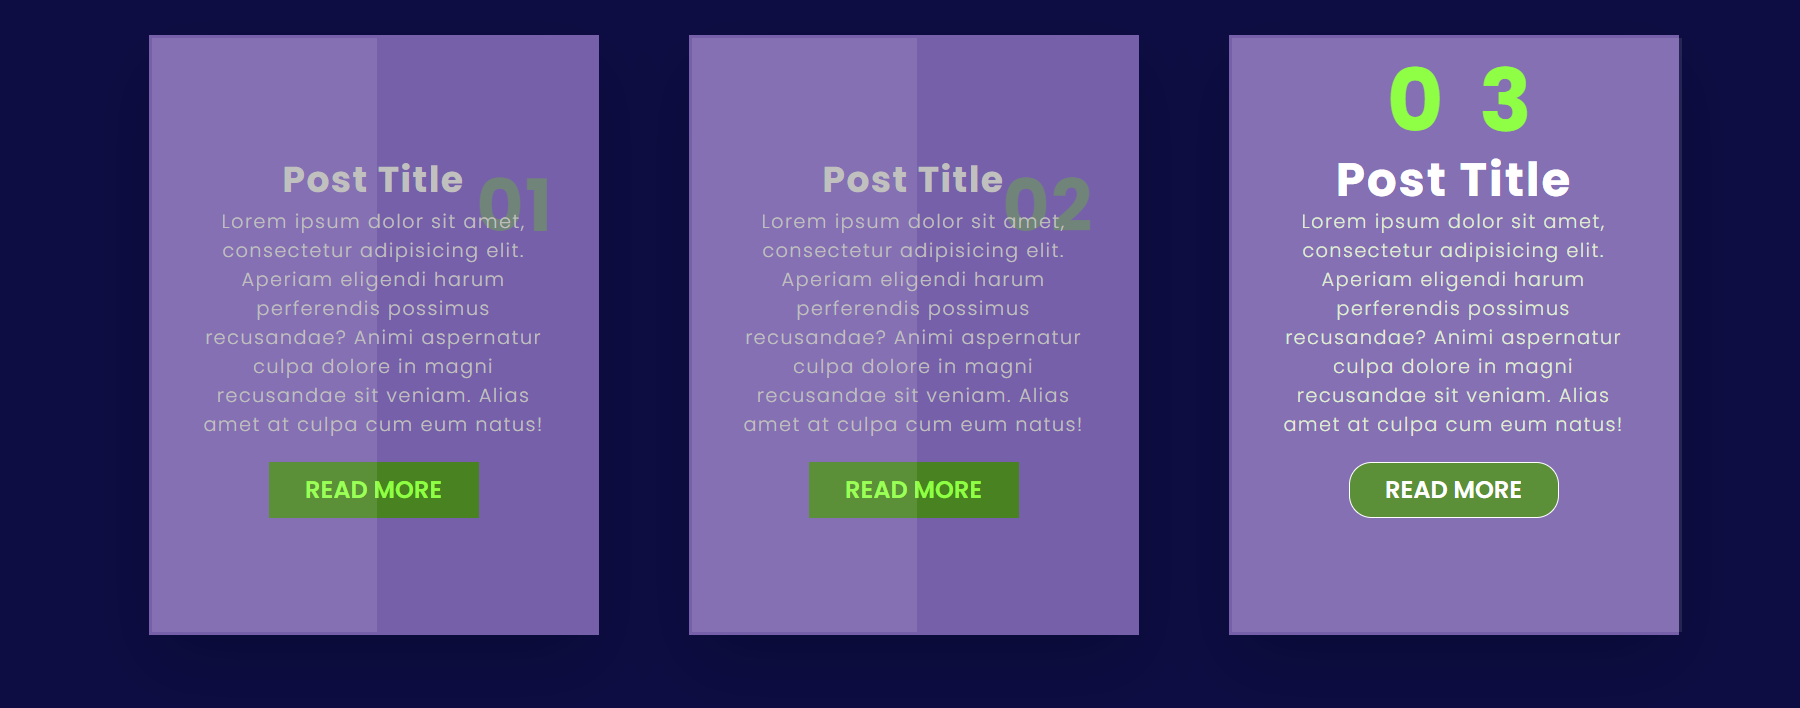 01
Post Title
Lorem ipsum dolor sit amet,
consectetur adipisicing elit.
Aperiam eligendi harum
perferendis possimus
recusandae? Animi aspernatur
culpa dolore in magni
recusandae sit veniam. Alias
amet at culpa cum eum natus!
READ MORE
02
Post Title
Lorem ipsum dolor sit amet,
consectetur adipisicing elit.
Aperiam eligendi harum
perferendis possimus
recusandae? Animi aspernatur
culpa dolore in magni
recusandae sit veniam. Alias
amet at culpa cum eum natus!
READ MORE
0 3
Post Title
Lorem ipsum dolor sit amet,
consectetur adipisicing elit.
Aperiam eligendi harum
perferendis possimus
recusandae? Animi aspernatur
culpa dolore in magni
recusandae sit veniam. Alias
amet at culpa cum eum natus!
READ MORE